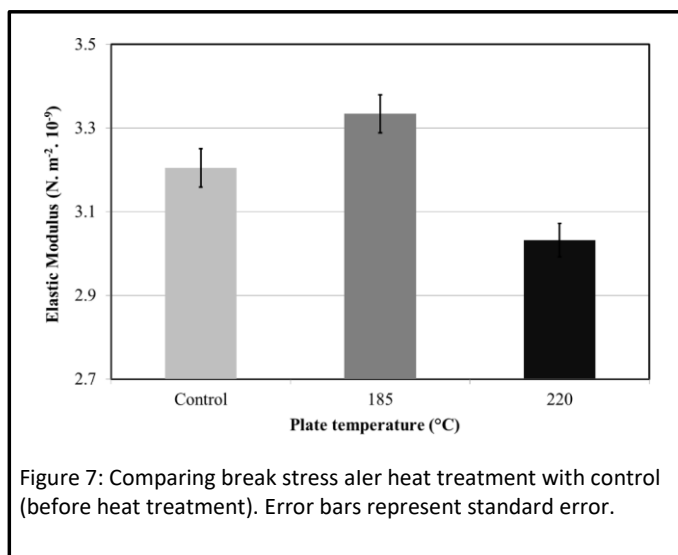 3.5
3.3
3.1
2.9
2.7
Elastic Modulus (N. m-2. 10-9)
Control 185 220
Plate temperature (°C)
Figure 7: Comparing break stress aler heat treatment with control
(before heat treatment). Error bars represent standard error.